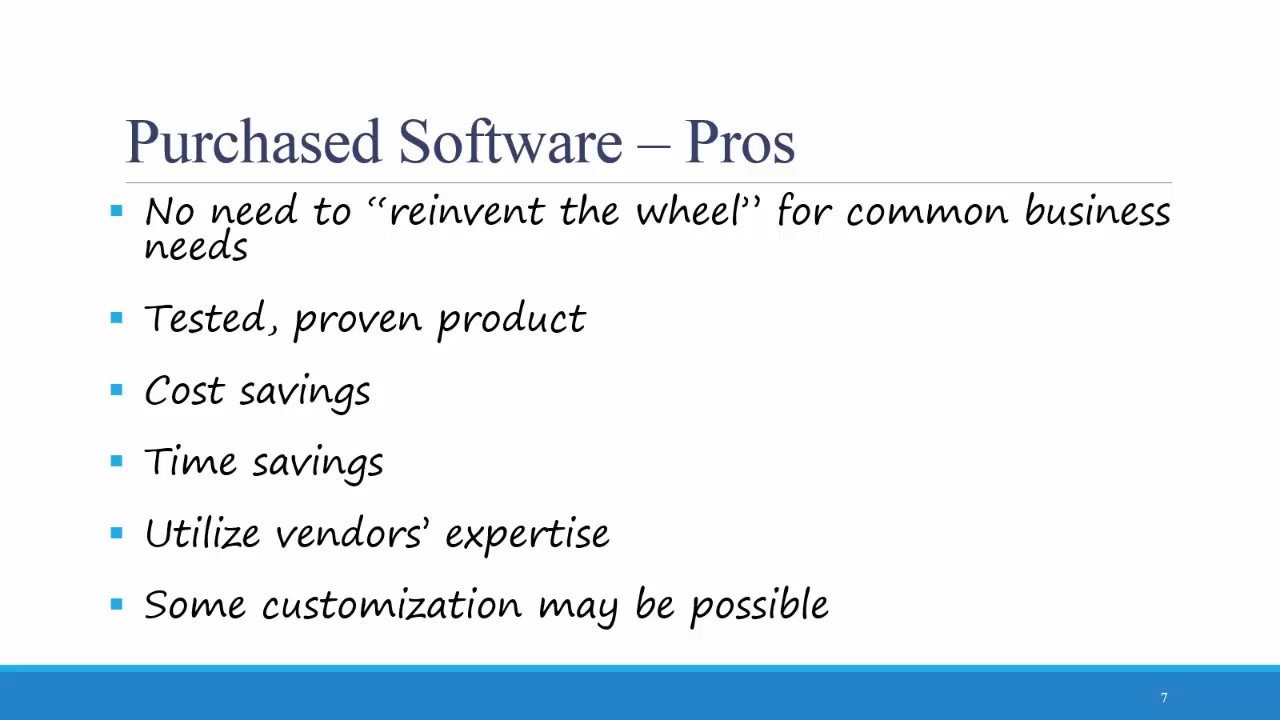 Purchased Software – Pros
▪ No need to “reinvent the wheel” for common business
needs
▪ Tested, proven product
▪ Cost savings
▪ Time savings
▪ Utilize vendors’ expertise
▪ Some customization may be possible
7